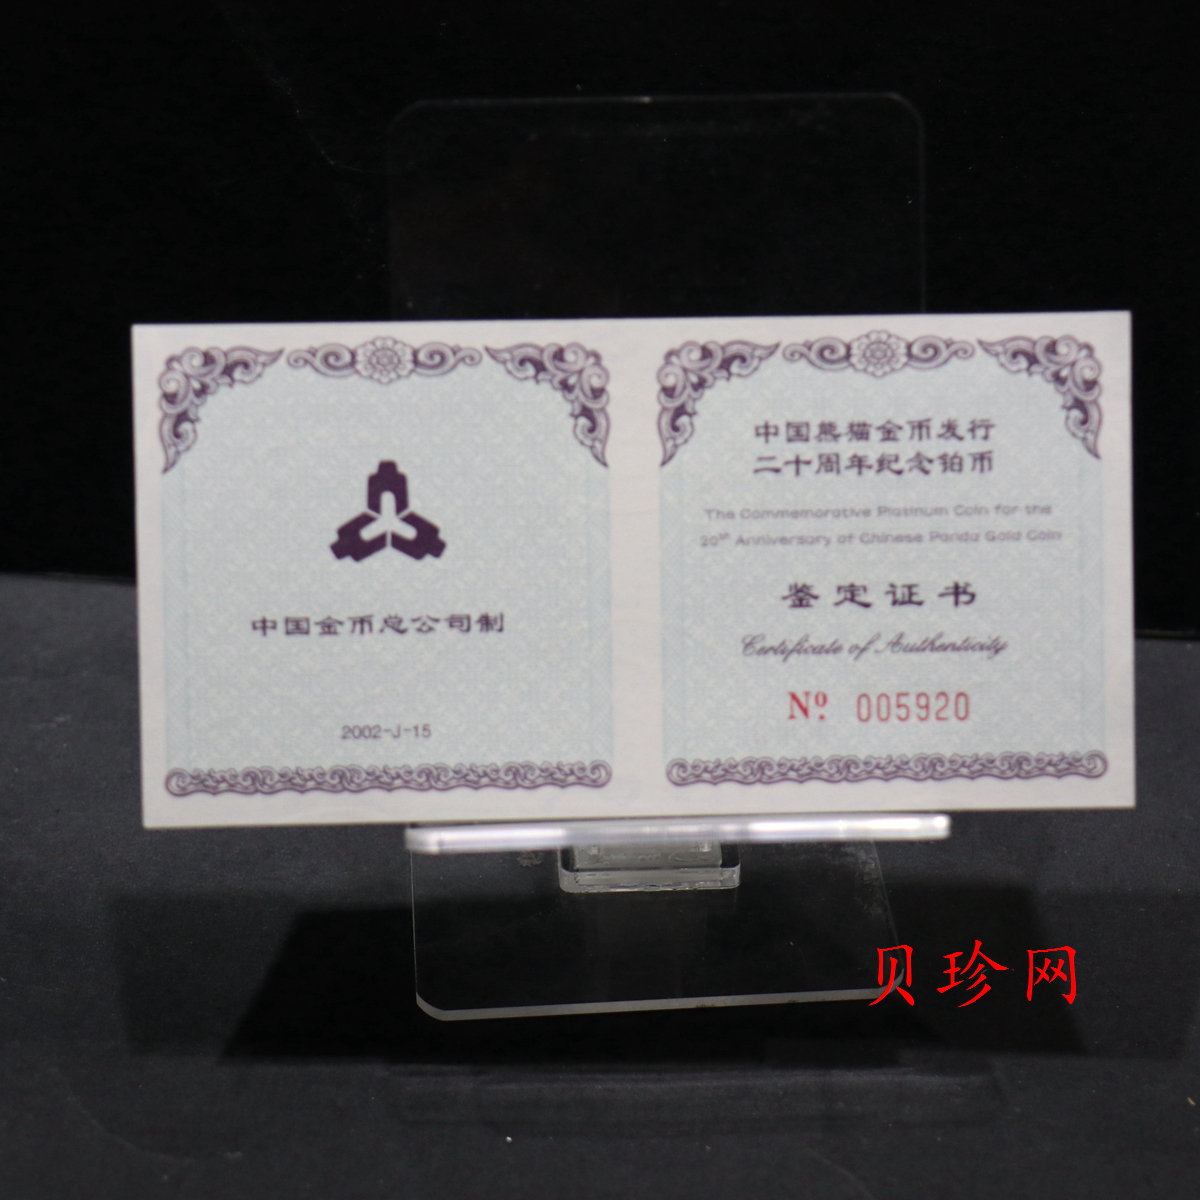 中国金币总公司制
2002-J-15
中国熊猫金币发行
二十周年纪念铂币
The Commemorative Platinum Coin for the
20th Anniversary of Chinese Panda Gold Coin
鉴定证书
Certificate of Authenticity
Nº 005920
贝珍网